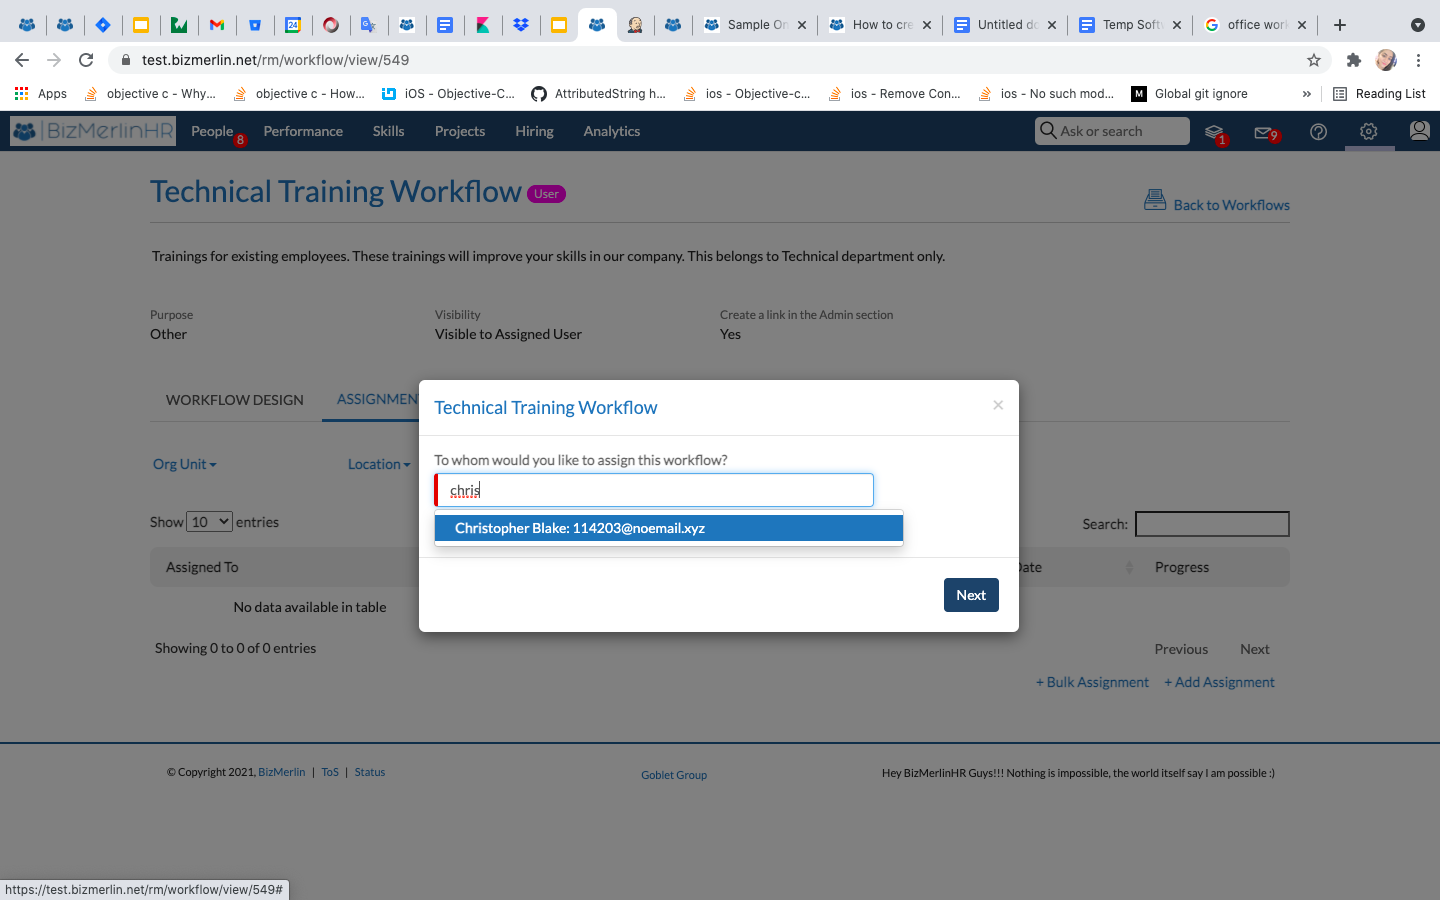 Sample On
How to cre
Untitled do
Temp Softw
office work
test.bizmerlin.net/rm/workflow/view/549
Apps
objective c - Why...
objective c - How...
iOS - Objective-C...
AttributedString h...
ios - Objective-c...
ios - Remove Con...
ios - No such mod...
M
Global git ignore
»
Reading List
BizMerlinHR
People
8
Performance
Skills
Projects
Hiring
Analytics
Ask or search
1
9
Technical Training Workflow User
Back to Workflows
Trainings for existing employees. These trainings will improve your skills in our company. This belongs to Technical department only.
Purpose
Other
Visibility
Visible to Assigned User
Create a link in the Admin section
Yes
WORKFLOW DESIGN
ASSIGNMEN
Org Unit
Location
Show 10 entries
Search:
Assigned To
Date
Progress
No data available in table
Showing 0 to 0 of 0 entries
Previous
Next
+ Bulk Assignment
+ Add Assignment
Technical Training Workflow
×
To whom would you like to assign this workflow?
chris
Christopher Blake: 114203@noemail.xyz
Next
© Copyright 2021, BizMerlin | ToS | Status
Goblet Group
Hey BizMerlinHR Guys!!! Nothing is impossible, the world itself say I am possible :)
https://test.bizmerlin.net/rm/workflow/view/549#